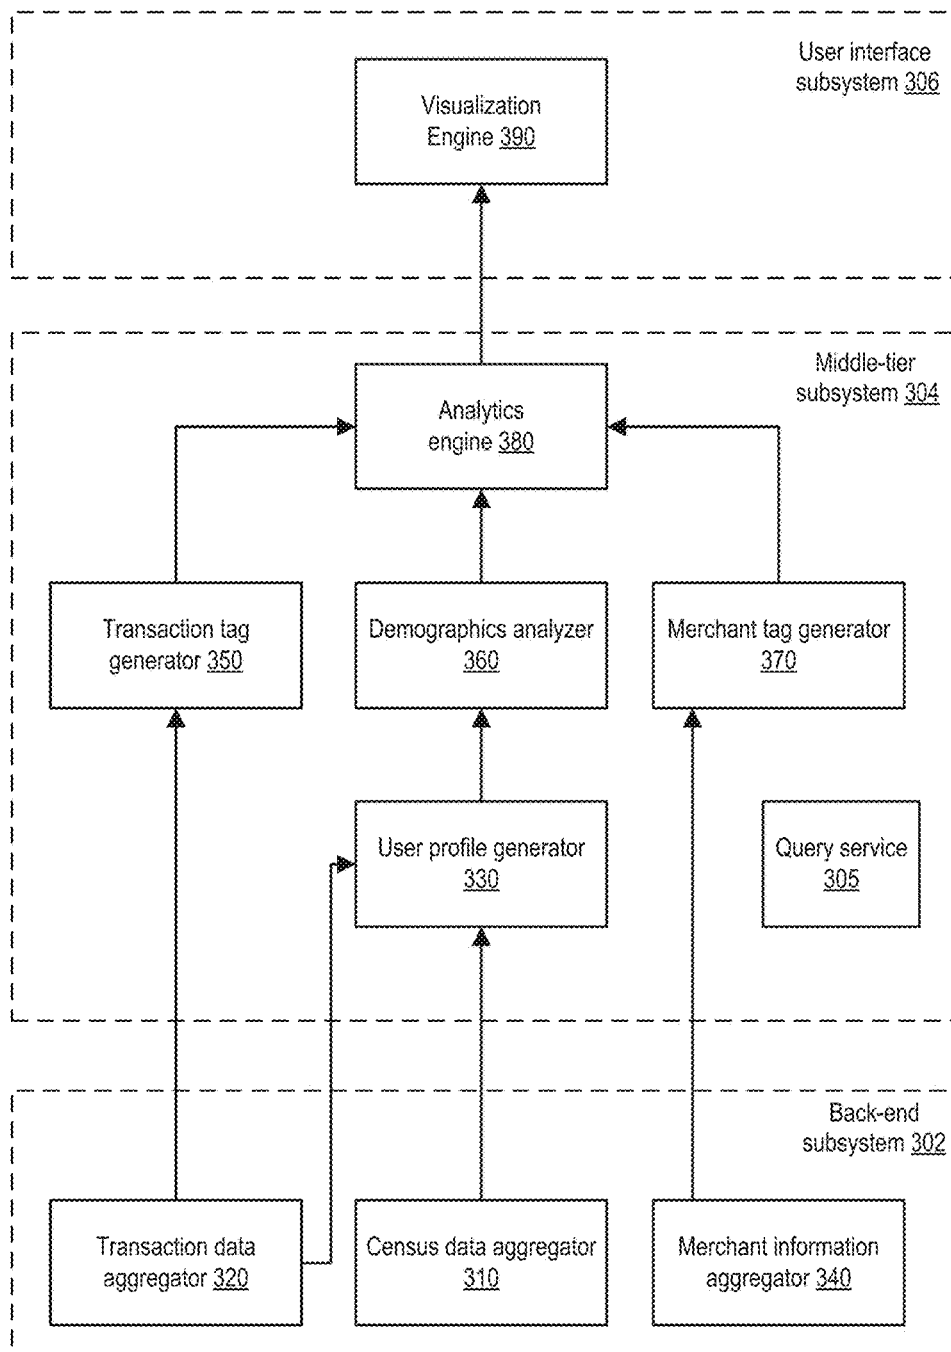 User interface
subsystem 306
Visualization
Engine 390
Middle-tier
subsystem 304
Analytics
engine 380
Transaction tag
generator 350
Demographics analyzer
360
Merchant tag generator
370
User profile generator
330
Query service
305
Back-end
subsystem 302
Transaction data
aggregator 320
Census data aggregator
310
Merchant information
aggregator 340